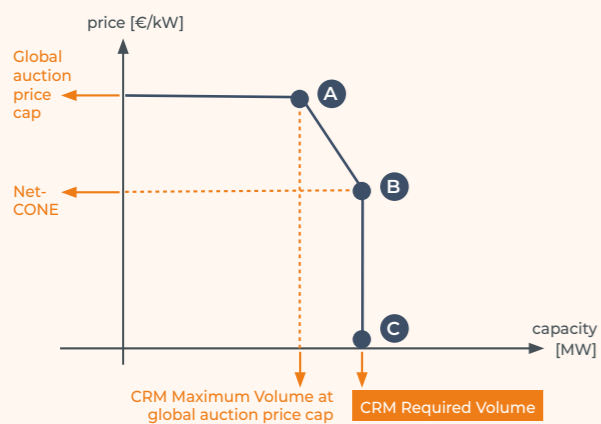 price [€/kW]
Global
auction
price
cap
A
Net-
CONE
B
C
capacity
[MW]
CRM Maximum Volume at
global auction price cap
CRM Required Volume